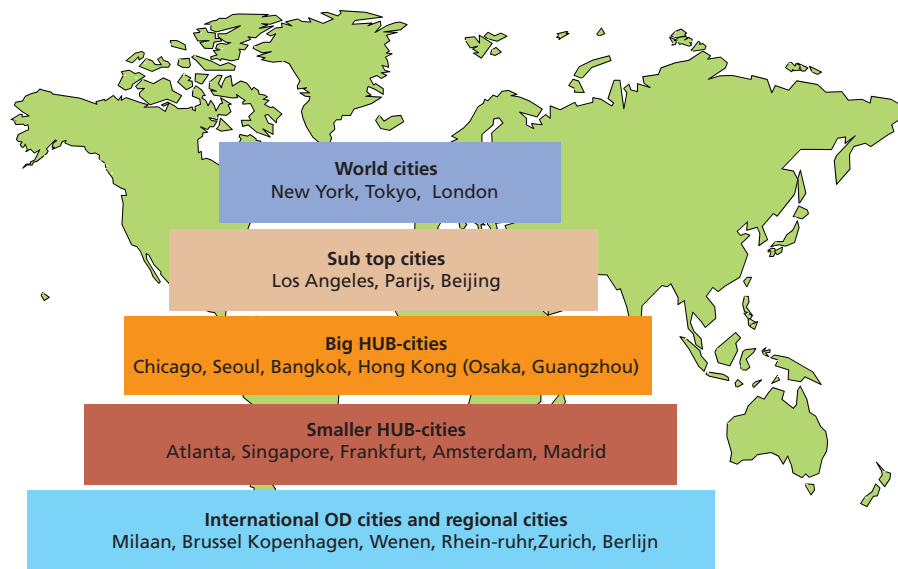 World cities
New York, Tokyo, London
Sub top cities
Los Angeles, Parijs, Beijing
Big HUB-cities
Chicago, Seoul, Bangkok, Hong Kong (Osaka, Guangzhou)
Smaller HUB-cities
Atlanta, Singapore, Frankfurt, Amsterdam, Madrid
International OD cities and regional cities
Milaan, Brussel Kopenhagen, Wenen, Rhein-ruhr,Zurich, Berlijn